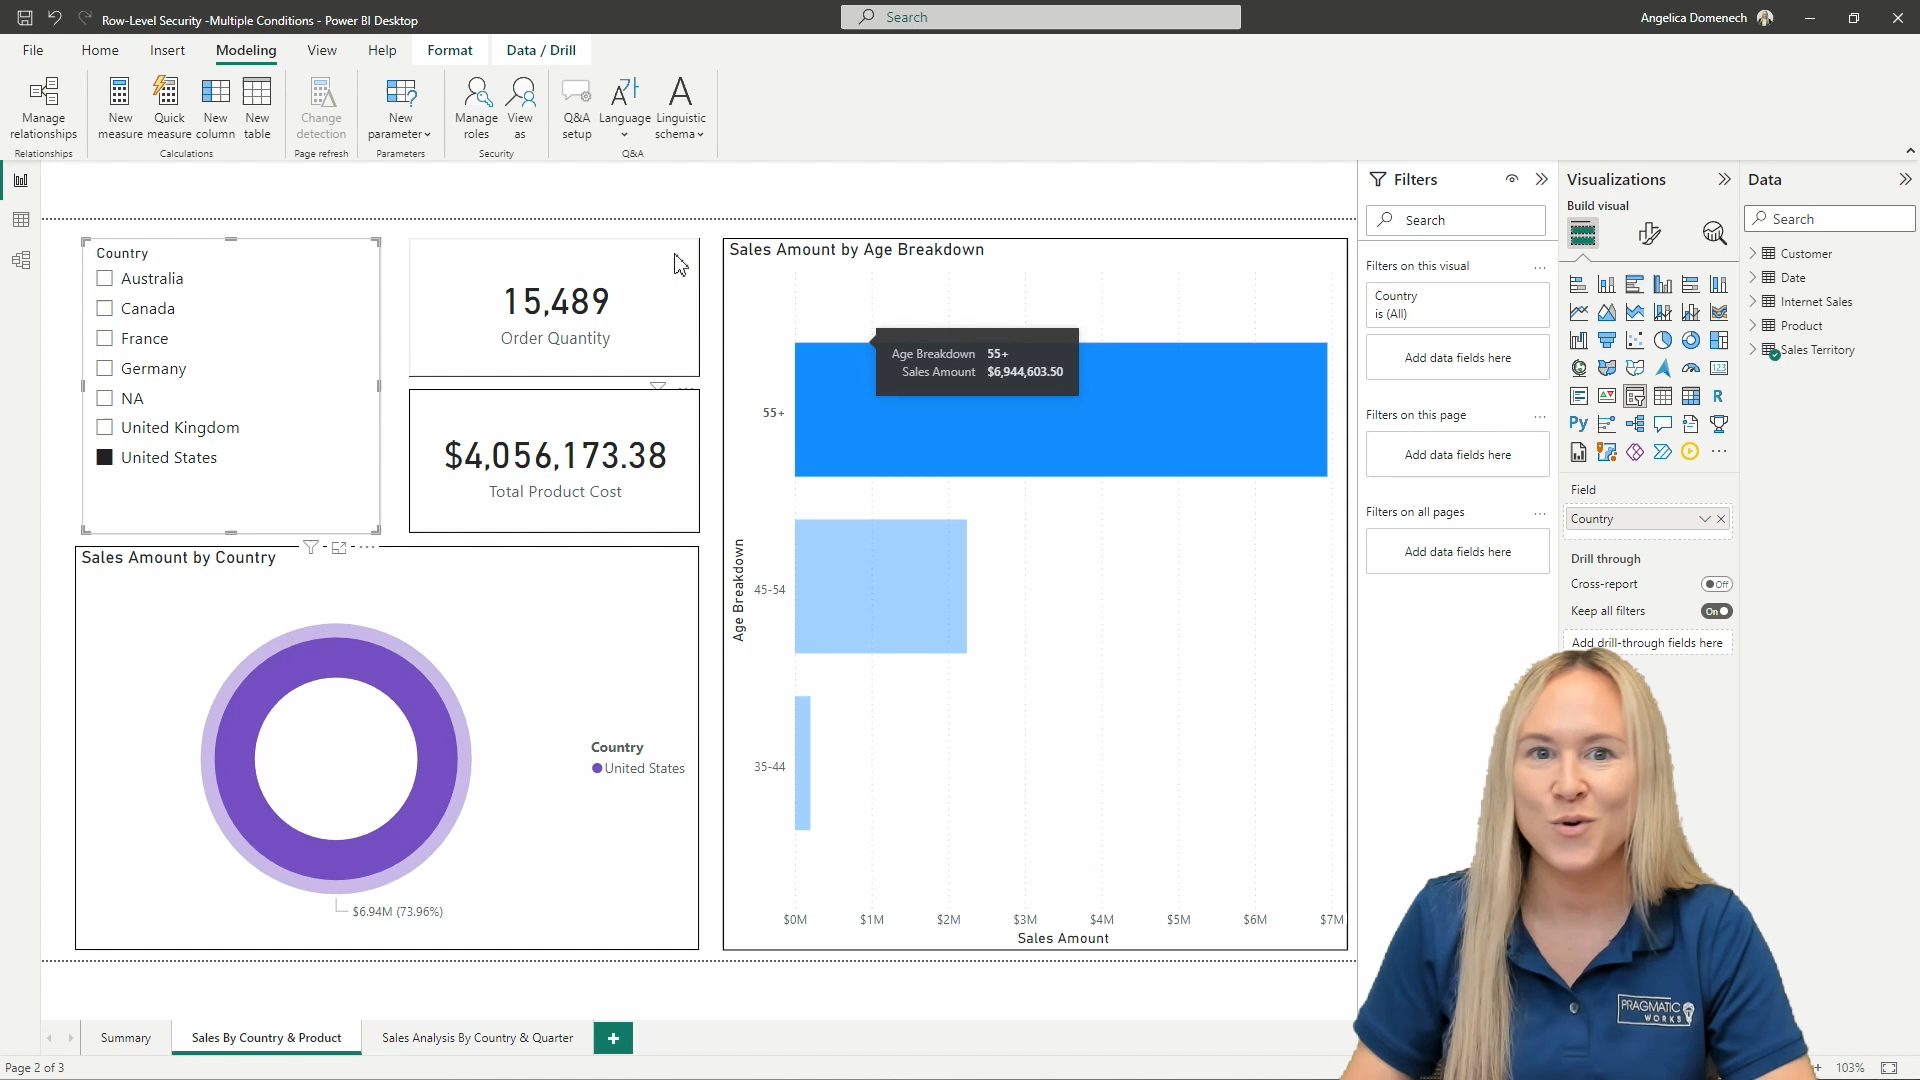 Row-Level Security -Multiple Conditions - Power BI Desktop
Search
Angelica Domenech
File
Home
Insert
Modeling
View
Help
Format
Data / Drill
Manage
relationships
New
measure
Quick
measure
New
column
New
table
Change
detection
New
parameter
Manage
roles
View
as
Q&A
setup
Language
Linguistic
schema
Relationships
Calculations
Page refresh
Parameters
Security
Q&A
Country
Australia
Canada
France
Germany
NA
United Kingdom
United States
15,489
Order Quantity
$4,056,173.38
Total Product Cost
Sales Amount by Country
Country
United States
$6.94M (73.96%)
Sales Amount by Age Breakdown
Age Breakdown 55+
Sales Amount $6,944,603.50
Age Breakdown
55+
45-54
35-44
$0M
$1M
$2M
$3M
$4M
$5M
$6M
$7M
Sales Amount
Filters
Search
Filters on this visual
Country
is (All)
Add data fields here
Filters on this page
Add data fields here
Filters on all pages
Add data fields here
Visualizations
Build visual
123
R
Py
Field
Country
Drill through
Cross-report
Off
Keep all filters
On
Add drill-through fields here
Data
Search
Customer
Date
Internet Sales
Product
Sales Territory
PRAGMATIC
WORKS
Summary
Sales By Country & Product
Sales Analysis By Country & Quarter
Page 2 of 3
103%